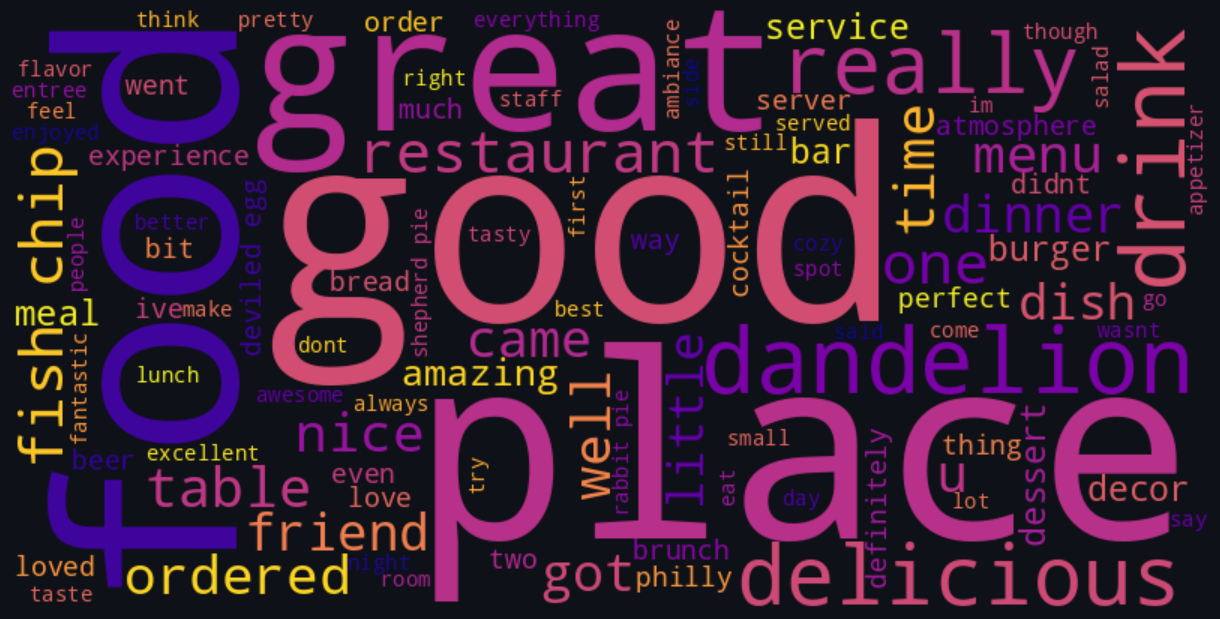 think
pretty
order
everything
service
though
flavor
entree
feel
enjoyed
went
food
great
right
much
staff
ambiance
side
really
salad
drink
server
served
im
atmosphere
appetizer
experience
restaurant
still
bar
time
menu
didnt
dinner
fish chip
people
better
bit
deviled egg
good
tasty
first
way
cocktail
cozy
spot
one
burger
perfect
dish
go
meal
ive
make
bread
shepherd pie
best
dont
came
said
come
wasnt
fantastic
lunch
awesome
amazing
always
well
rabbit pie
little
dandelion
nice
place
small
thing
beer
excellent
table
even
love
try
eat
day
definitely
u
lot
dessert
decor
say
friend
loved
taste
ordered
night
room
two
brunch
got
philly
delicious